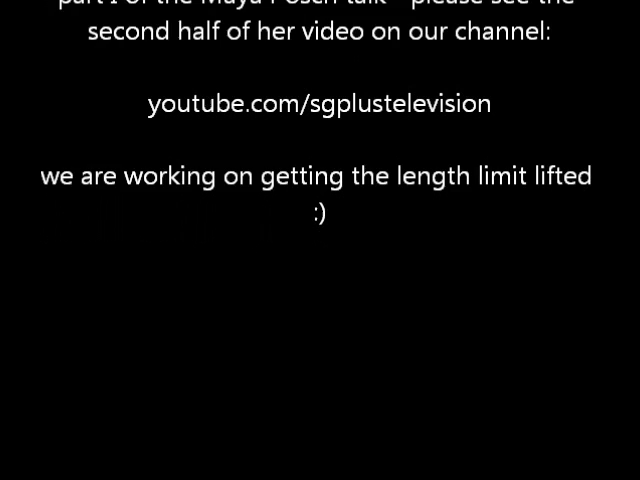 part I of the Maya Posch talk - please see the
second half of her video on our channel:
youtube.com/sgplustelevision
we are working on getting the length limit lifted
:)